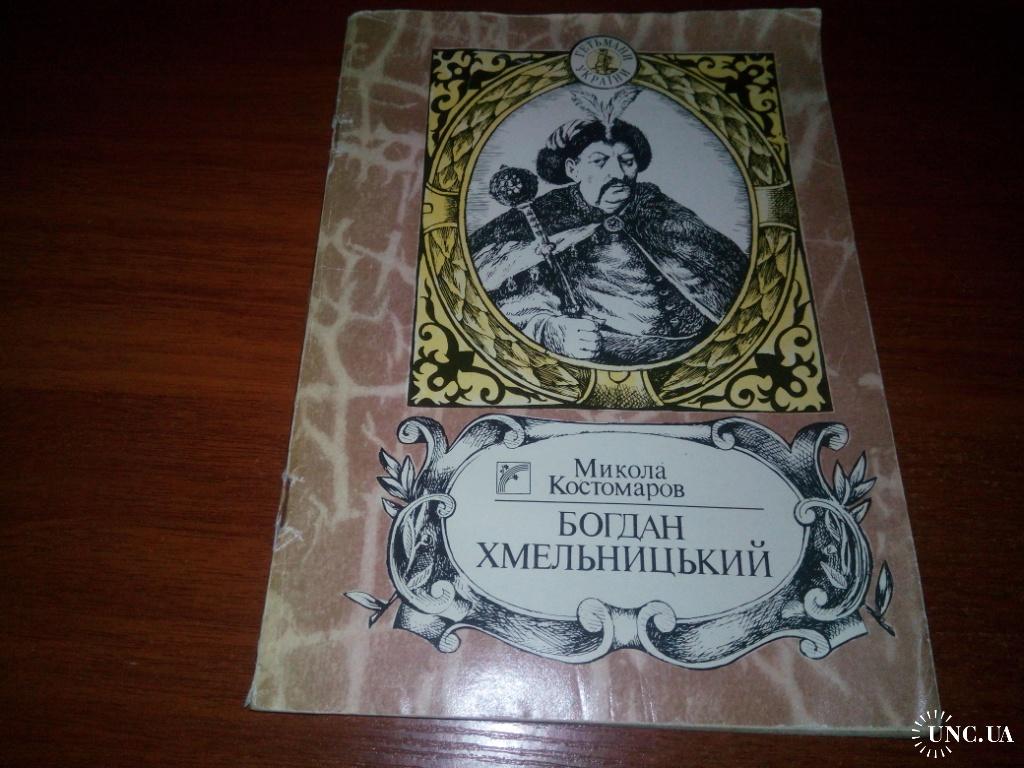 ГЕТЬМАНИ
УКРАЇНИ
Микола
Костомаров
БОГДАН
ХМЕЛЬНИЦЬКИЙ
UNC.UA